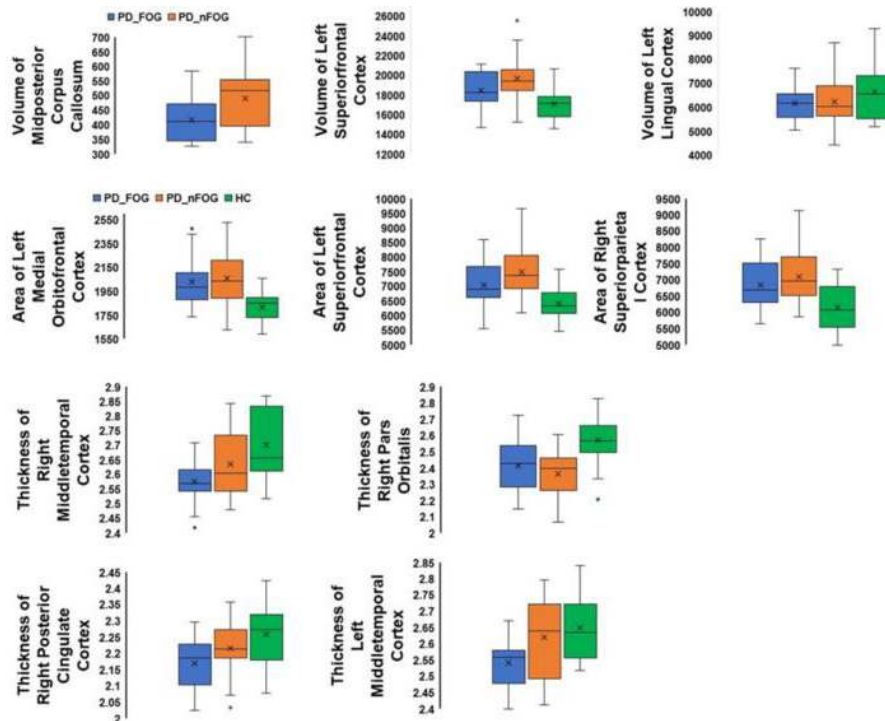 PD_FOG PD_nFOG
Volume of
Midposterior
Corpus
Callosum
700
650
600
550
500
450
400
350
300
Volume of Left
Superiorfrontal
Cortex
26000
24000
22000
20000
18000
16000
14000
12000
Volume of Left
Lingual Cortex
10000
9000
8000
7000
6000
5000
4000
PD_FOG PD_nFOG HC
Area of Left
Medial
Orbitofrontal
Cortex
2550
2350
2150
1950
1750
1550
Area of Left
Superiorfrontal
Cortex
10000
9500
9000
8500
8000
7500
7000
6500
6000
5500
5000
Area of Right
Superiorparieta
l Cortex
9500
9000
8500
8000
7500
7000
6500
6000
5500
5000
Thickness of
Right
Middletemporal
Cortex
2.9
2.85
2.8
2.75
2.7
2.65
2.6
2.55
2.5
2.45
2.4
Thickness of
Right Pars
Orbitalis
2.9
2.8
2.7
2.6
2.5
2.4
2.3
2.2
2.1
2
Thickness of
Right Posterior
Cingulate
Cortex
2.45
2.4
2.35
2.3
2.25
2.2
2.15
2.1
2.05
2
Thickness of
Left
Middletemporal
Cortex
2.85
2.8
2.75
2.7
2.65
2.6
2.55
2.5
2.45
2.4